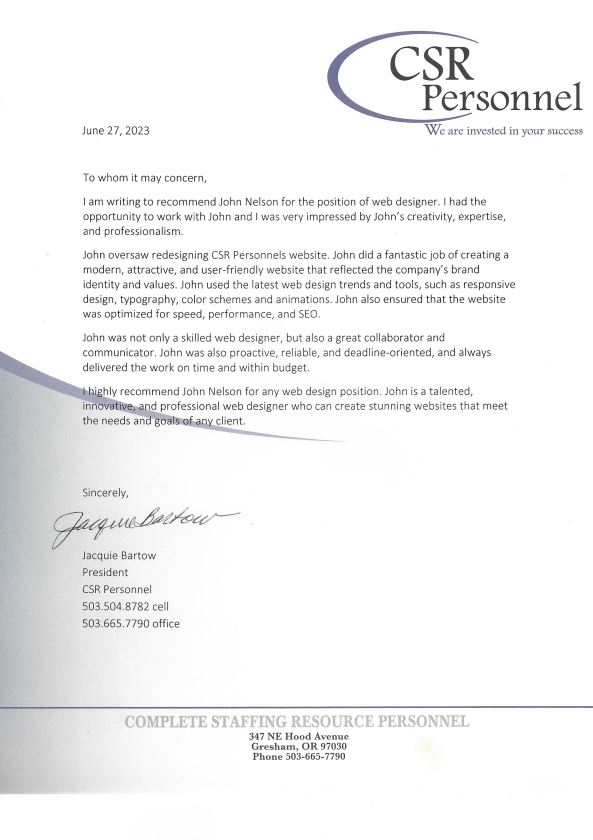 CSR
Personnel
We are invested in your success
June 27, 2023
To whom it may concern,
I am writing to recommend John Nelson for the position of web designer. I had the
opportunity to work with John and I was very impressed by John's creativity, expertise,
and professionalism.
John oversaw redesigning CSR Personnels website. John did a fantastic job of creating a
modern, attractive, and user-friendly website that reflected the company's brand
identity and values. John used the latest web design trends and tools, such as responsive
design, typography, color schemes and animations. John also ensured that the website
was optimized for speed, performance, and SEO.
John was not only a skilled web designer, but also a great collaborator and
communicator. John was also proactive, reliable, and deadline-oriented, and always
delivered the work on time and within budget.
I highly recommend John Nelson for any web design position. John is a talented,
innovative, and professional web designer who can create stunning websites that meet
the needs and goals of any client.
Sincerely,
Jacquie Bartow
Jacquie Bartow
President
CSR Personnel
503.504.8782 cell
503.665.7790 office
COMPLETE STAFFING RESOURCE PERSONNEL
347 NE Hood Avenue
Gresham, OR 97030
Phone 503-665-7790